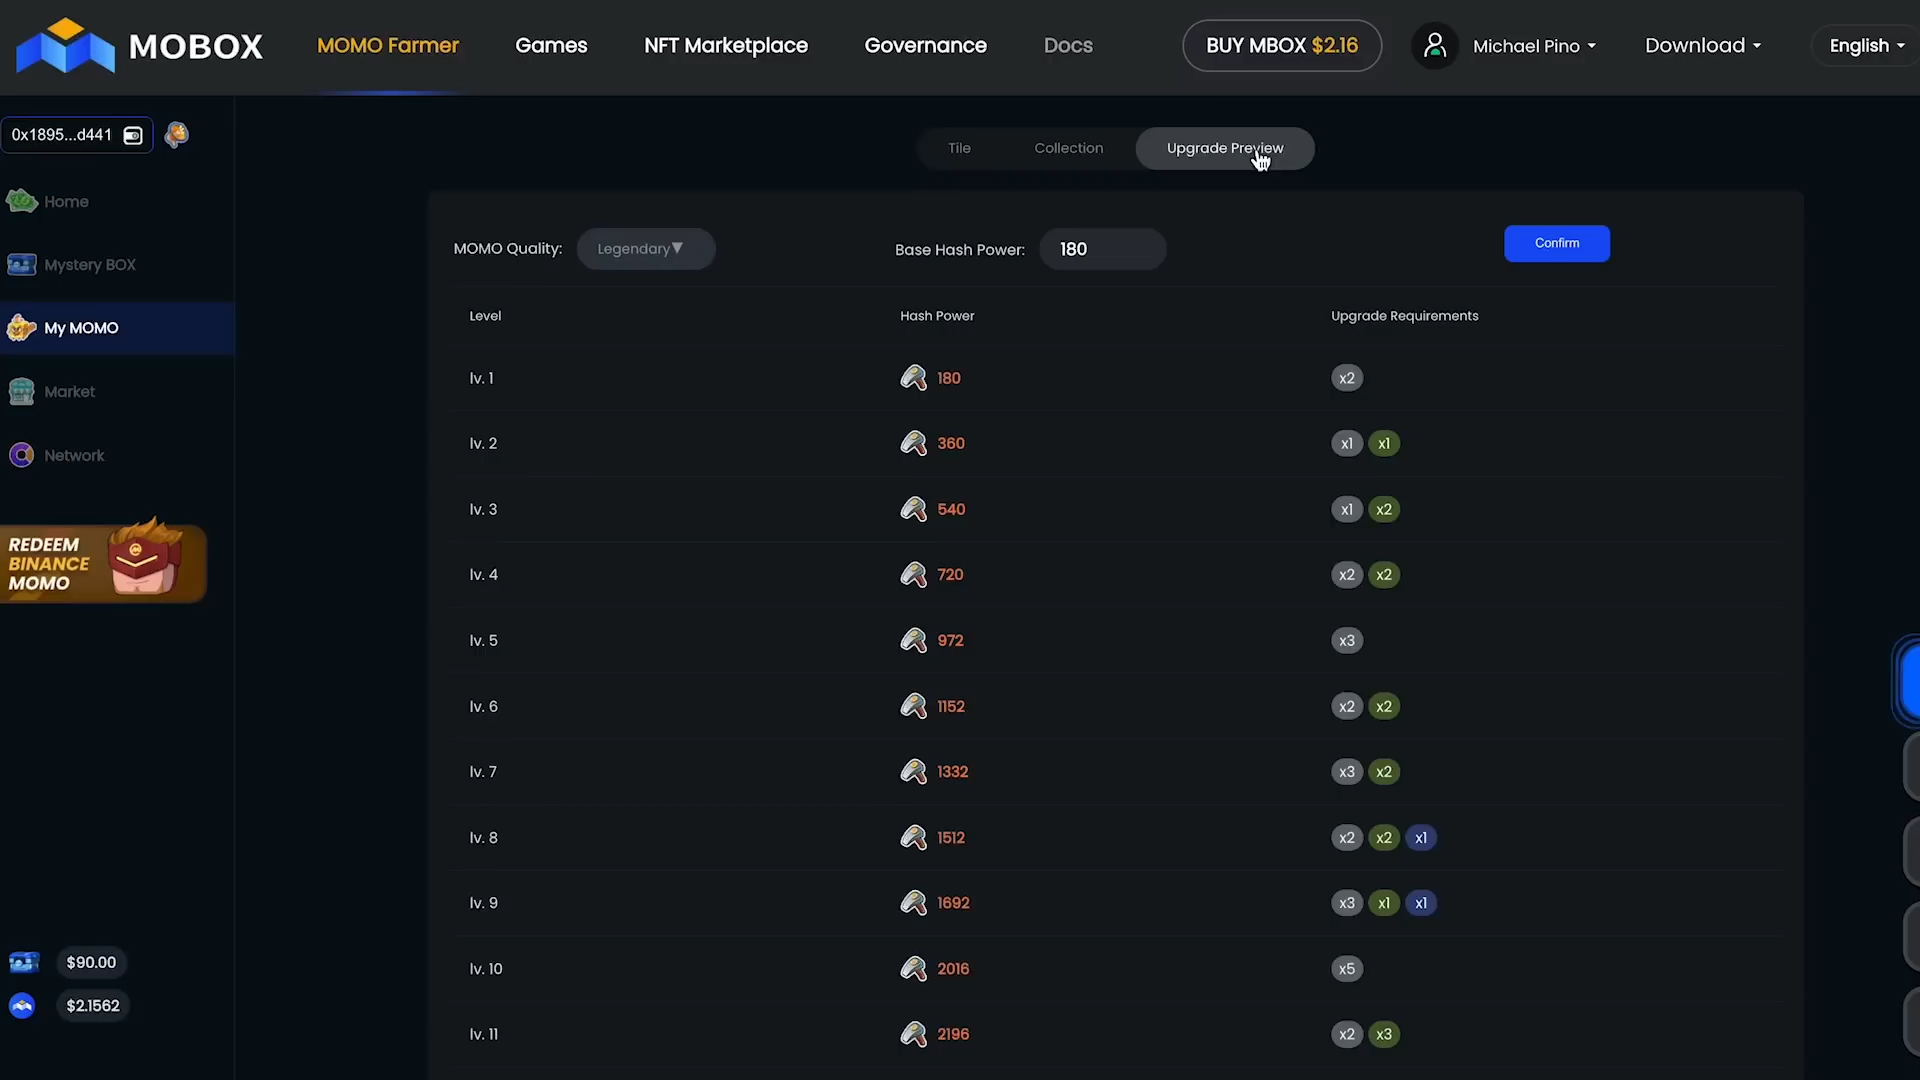 MOBOX MOMO Farmer Games NFT Marketplace Governance Docs BUY MBOX $2.16 Michael Pino Download English
0x1895...d441
Tile Collection Upgrade Preview
Home
Mystery BOX
My MOMO
Market
Network
REDEEM
BINANCE
MOMO
$90.00
$2.1562
MOMO Quality: Legendary Base Hash Power: 180 Confirm
Level Hash Power Upgrade Requirements
lv. 1 180 x2
lv. 2 360 x1 x1
lv. 3 540 x1 x2
lv. 4 720 x2 x2
lv. 5 972 x3
lv. 6 1152 x2 x2
lv. 7 1332 x3 x2
lv. 8 1512 x2 x2 x1
lv. 9 1692 x3 x1 x1
lv. 10 2016 x5
lv. 11 2196 x2 x3